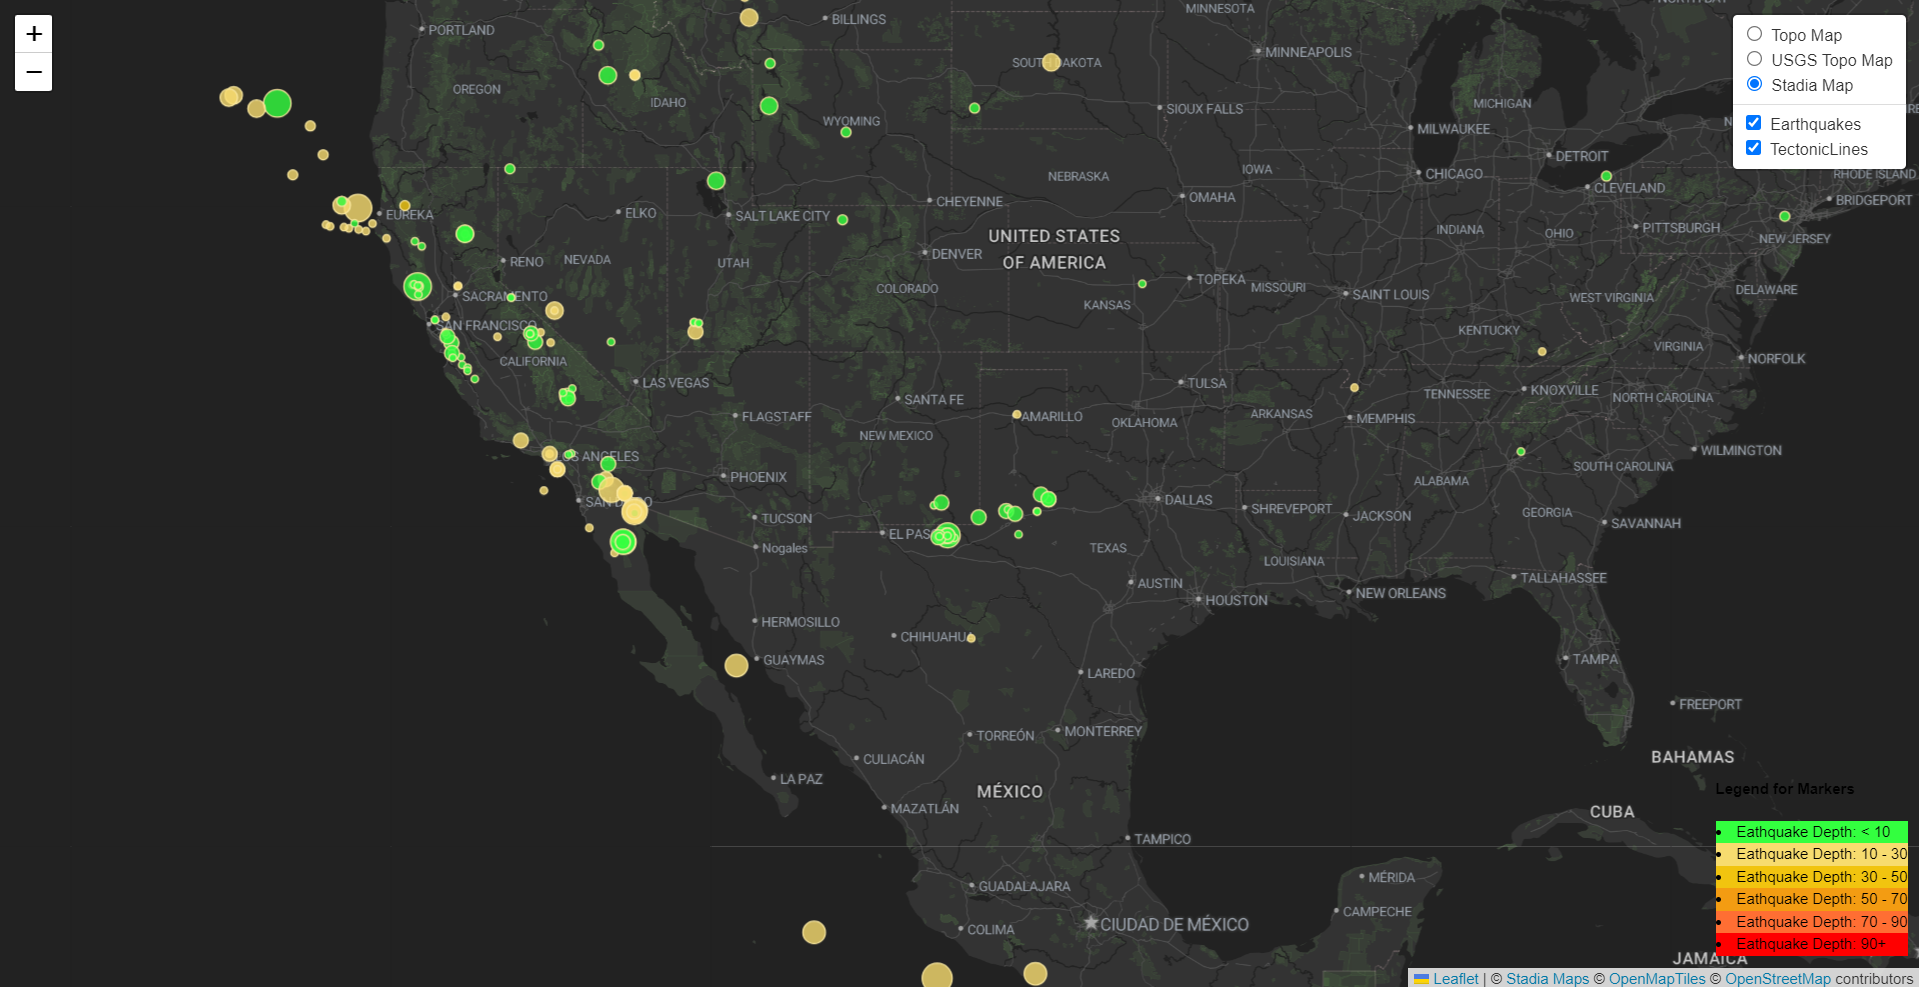 +
−
MINNESOTA
BILLINGS
PORTLAND
MINNEAPOLIS
SOUTH DAKOTA
OREGON
IDAHO
MICHIGAN
SIOUX FALLS
WYOMING
MILWAUKEE
DETROIT
CHICAGO
NEBRASKA
IOWA
RHODE ISLAND
CLEVELAND
OMAHA
CHEYENNE
BRIDGEPORT
EUREKA
ELKO
SALT LAKE CITY
PITTSBURGH
INDIANA
OHIO
NEW JERSEY
UNITED STATES
OF AMERICA
DENVER
RENO
NEVADA
UTAH
TOPEKA
MISSOURI
COLORADO
DELAWARE
SACRAMENTO
SAINT LOUIS
WEST VIRGINIA
KANSAS
SAN FRANCISCO
KENTUCKY
VIRGINIA
NORFOLK
CALIFORNIA
LAS VEGAS
TULSA
KNOXVILLE
TENNESSEE
NORTH CAROLINA
SANTA FE
FLAGSTAFF
AMARILLO
ARKANSAS
MEMPHIS
OKLAHOMA
NEW MEXICO
WILMINGTON
LOS ANGELES
SOUTH CAROLINA
PHOENIX
ALABAMA
DALLAS
SHREVEPORT
JACKSON
GEORGIA
SAVANNAH
TUCSON
EL PASO
Nogales
TEXAS
LOUISIANA
TALLAHASSEE
AUSTIN
NEW ORLEANS
HOUSTON
HERMOSILLO
CHIHUAHUA
GUAYMAS
TAMPA
LAREDO
FREEPORT
TORREÓN
MONTERREY
CULIACÁN
BAHAMAS
LA PAZ
MÉXICO
MAZATLÁN
CUBA
TAMPICO
MÉRIDA
GUADALAJARA
CAMPECHE
CIUDAD DE MÉXICO
COLIMA
JAMAICA
Topo Map
USGS Topo Map
Stadia Map
Earthquakes
TectonicLines
Legend for Markers
Eathquake Depth: < 10
Eathquake Depth: 10 - 30
Eathquake Depth: 30 - 50
Eathquake Depth: 50 - 70
Eathquake Depth: 70 - 90
Eathquake Depth: 90+
Leaflet | © Stadia Maps © OpenMapTiles © OpenStreetMap contributors